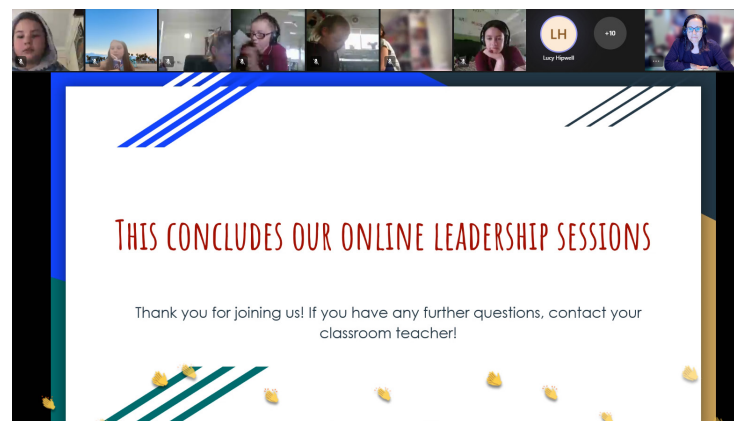 LH
+10
Lucy Hipwell
This concludes our online leadership sessions
Thank you for joining us! If you have any further questions, contact your
classroom teacher!